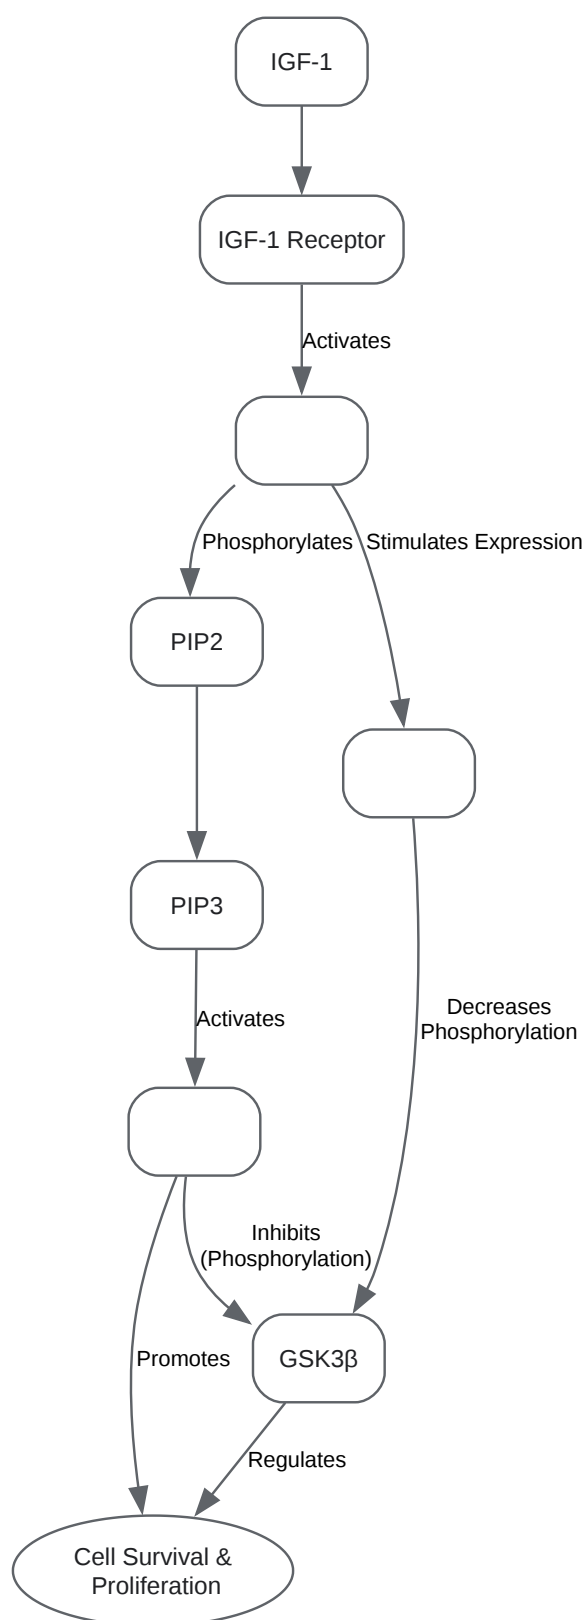 IGF-1
IGF-1 Receptor
Activates
Phosphorylates
Stimulates Expression
PIP2
PIP3
Activates
Decreases
Phosphorylation
Inhibits
(Phosphorylation)
Promotes
GSK3β
Regulates
Cell Survival &
Proliferation